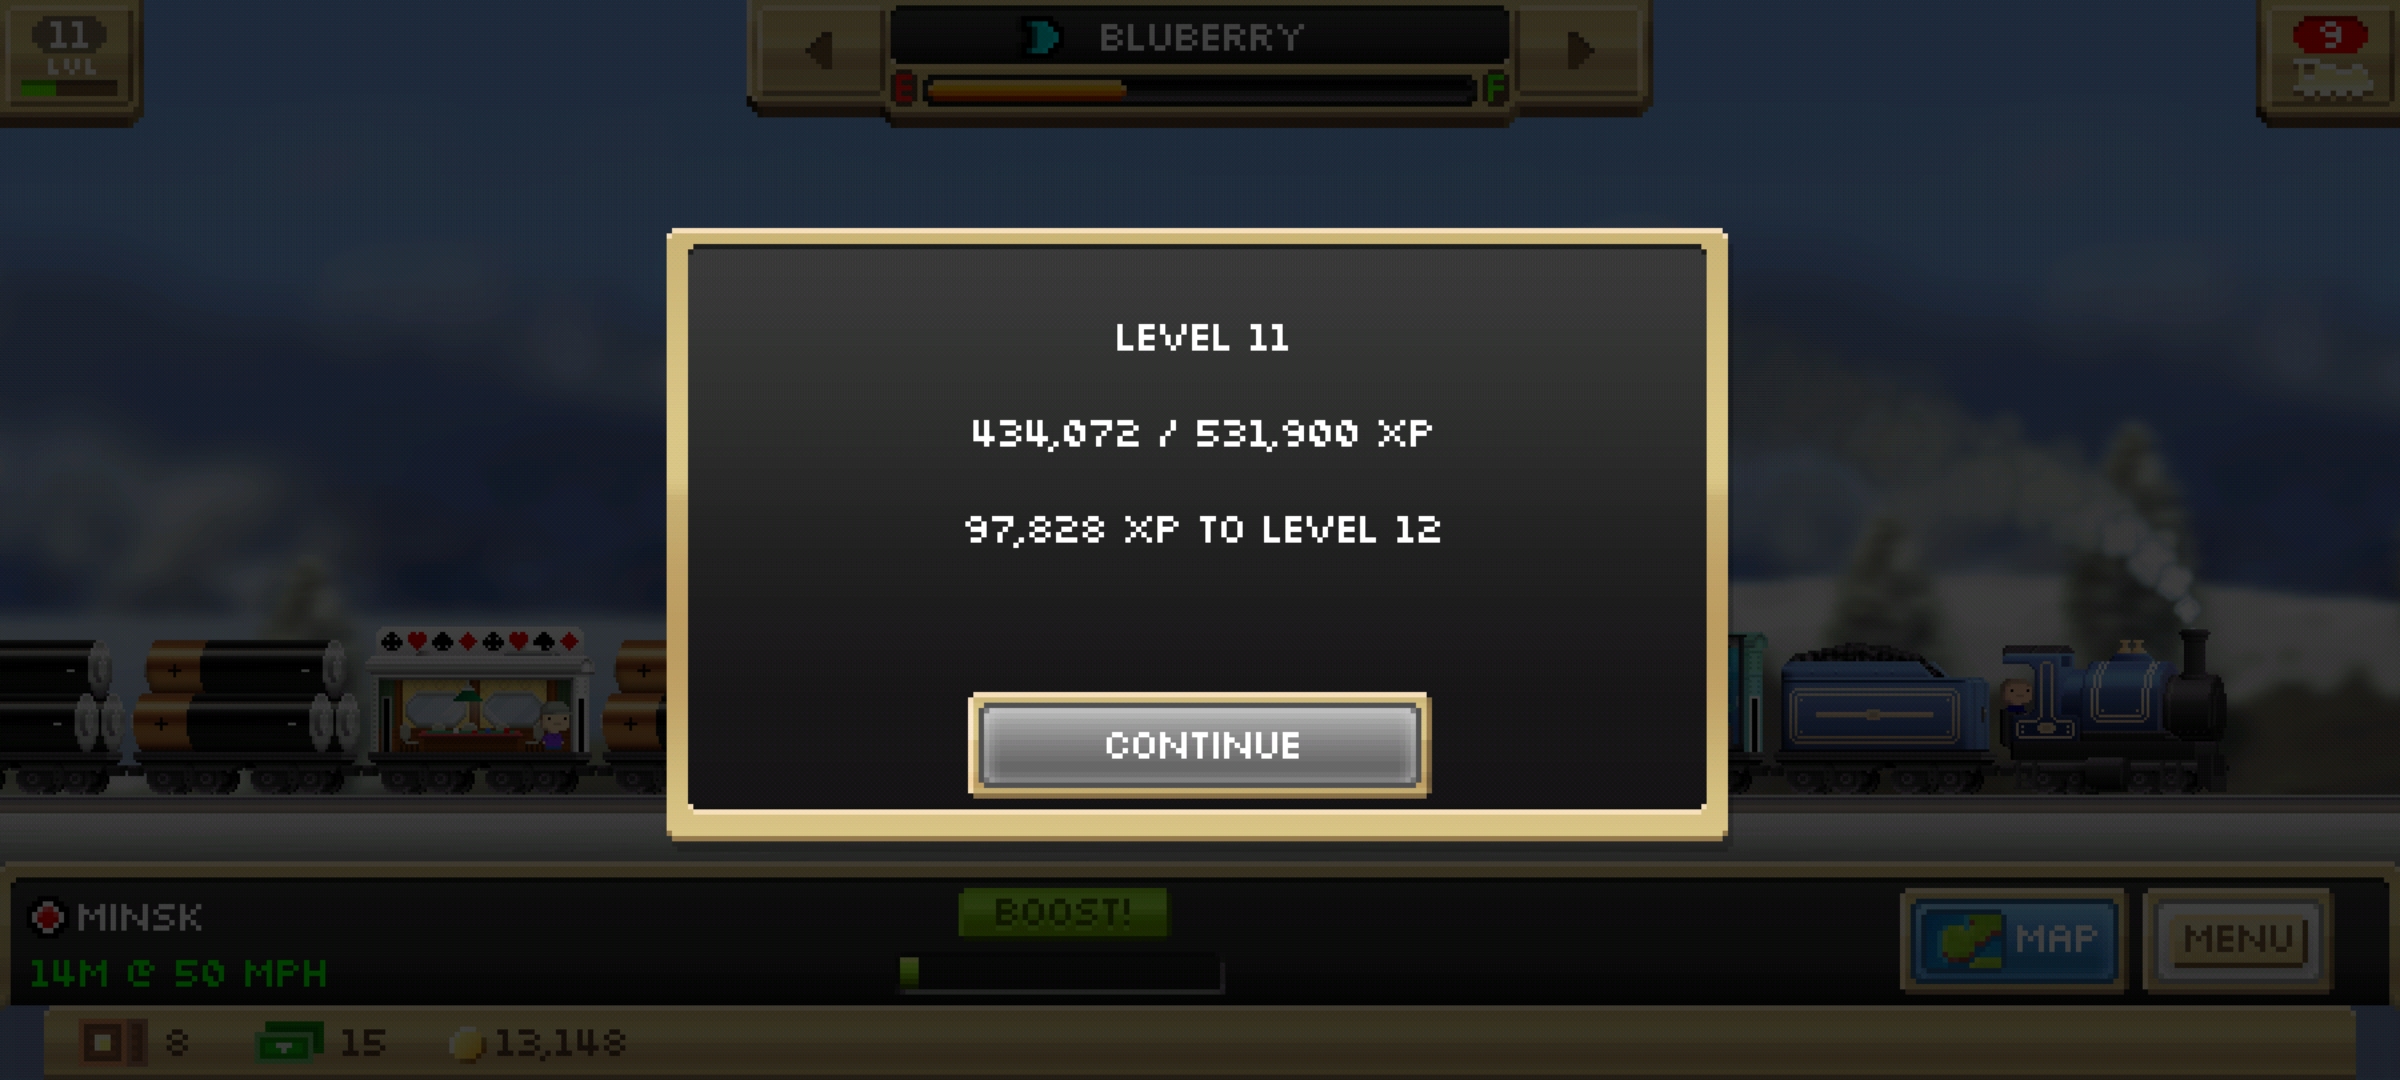 11
LVL
BLUBERRY
E F
9
LEVEL 11
434,072 / 531,900 XP
97,828 XP TO LEVEL 12
CONTINUE
MINSK
14M @ 50 MPH
BOOST!
MAP
MENU
8 15 13,148